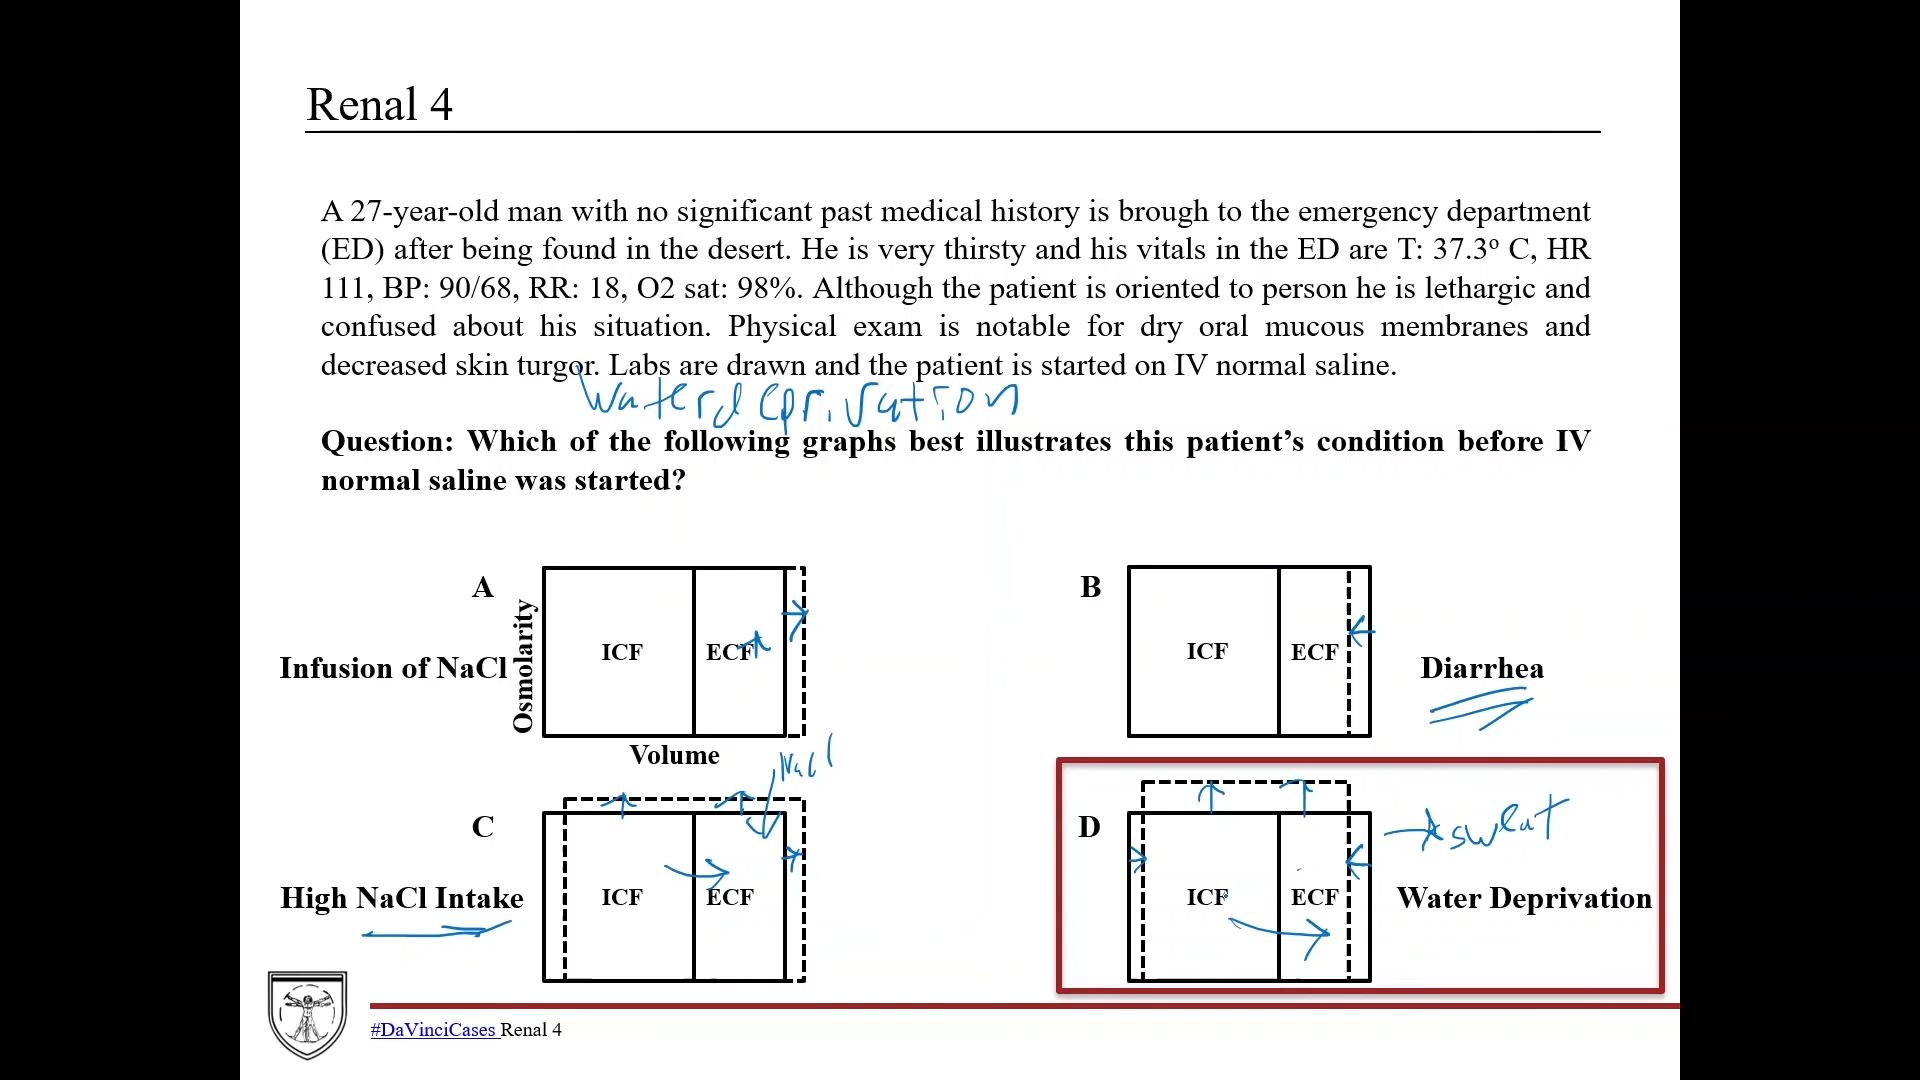 Renal 4
A 27-year-old man with no significant past medical history is brough to the emergency department
(ED) after being found in the desert. He is very thirsty and his vitals in the ED are T: 37.3º C, HR
111, BP: 90/68, RR: 18, O2 sat: 98%. Although the patient is oriented to person he is lethargic and
confused about his situation. Physical exam is notable for dry oral mucous membranes and
decreased skin turgor. Labs are drawn and the patient is started on IV normal saline.
Water deprivation
Question: Which of the following graphs best illustrates this patient’s condition before IV
normal saline was started?
A
Osmolarity
ICF
ECF
Infusion of NaCl
Volume
B
ICF
ECF
Diarrhea
NaCl
C
ICF
ECF
High NaCl Intake
D
sweat
ICF
ECF
Water Deprivation
#DaVinciCases Renal 4